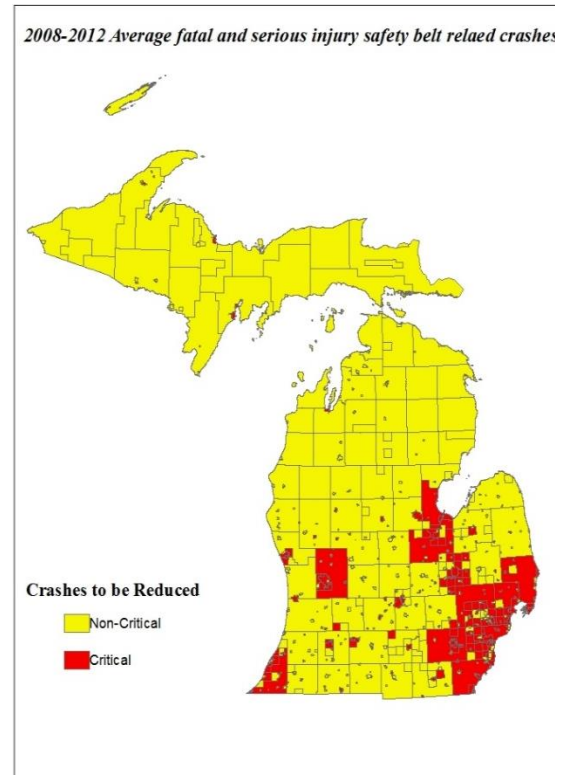 2008-2012 Average fatal and serious injury safety belt relaed crashes
Crashes to be Reduced
Non-Critical
Critical